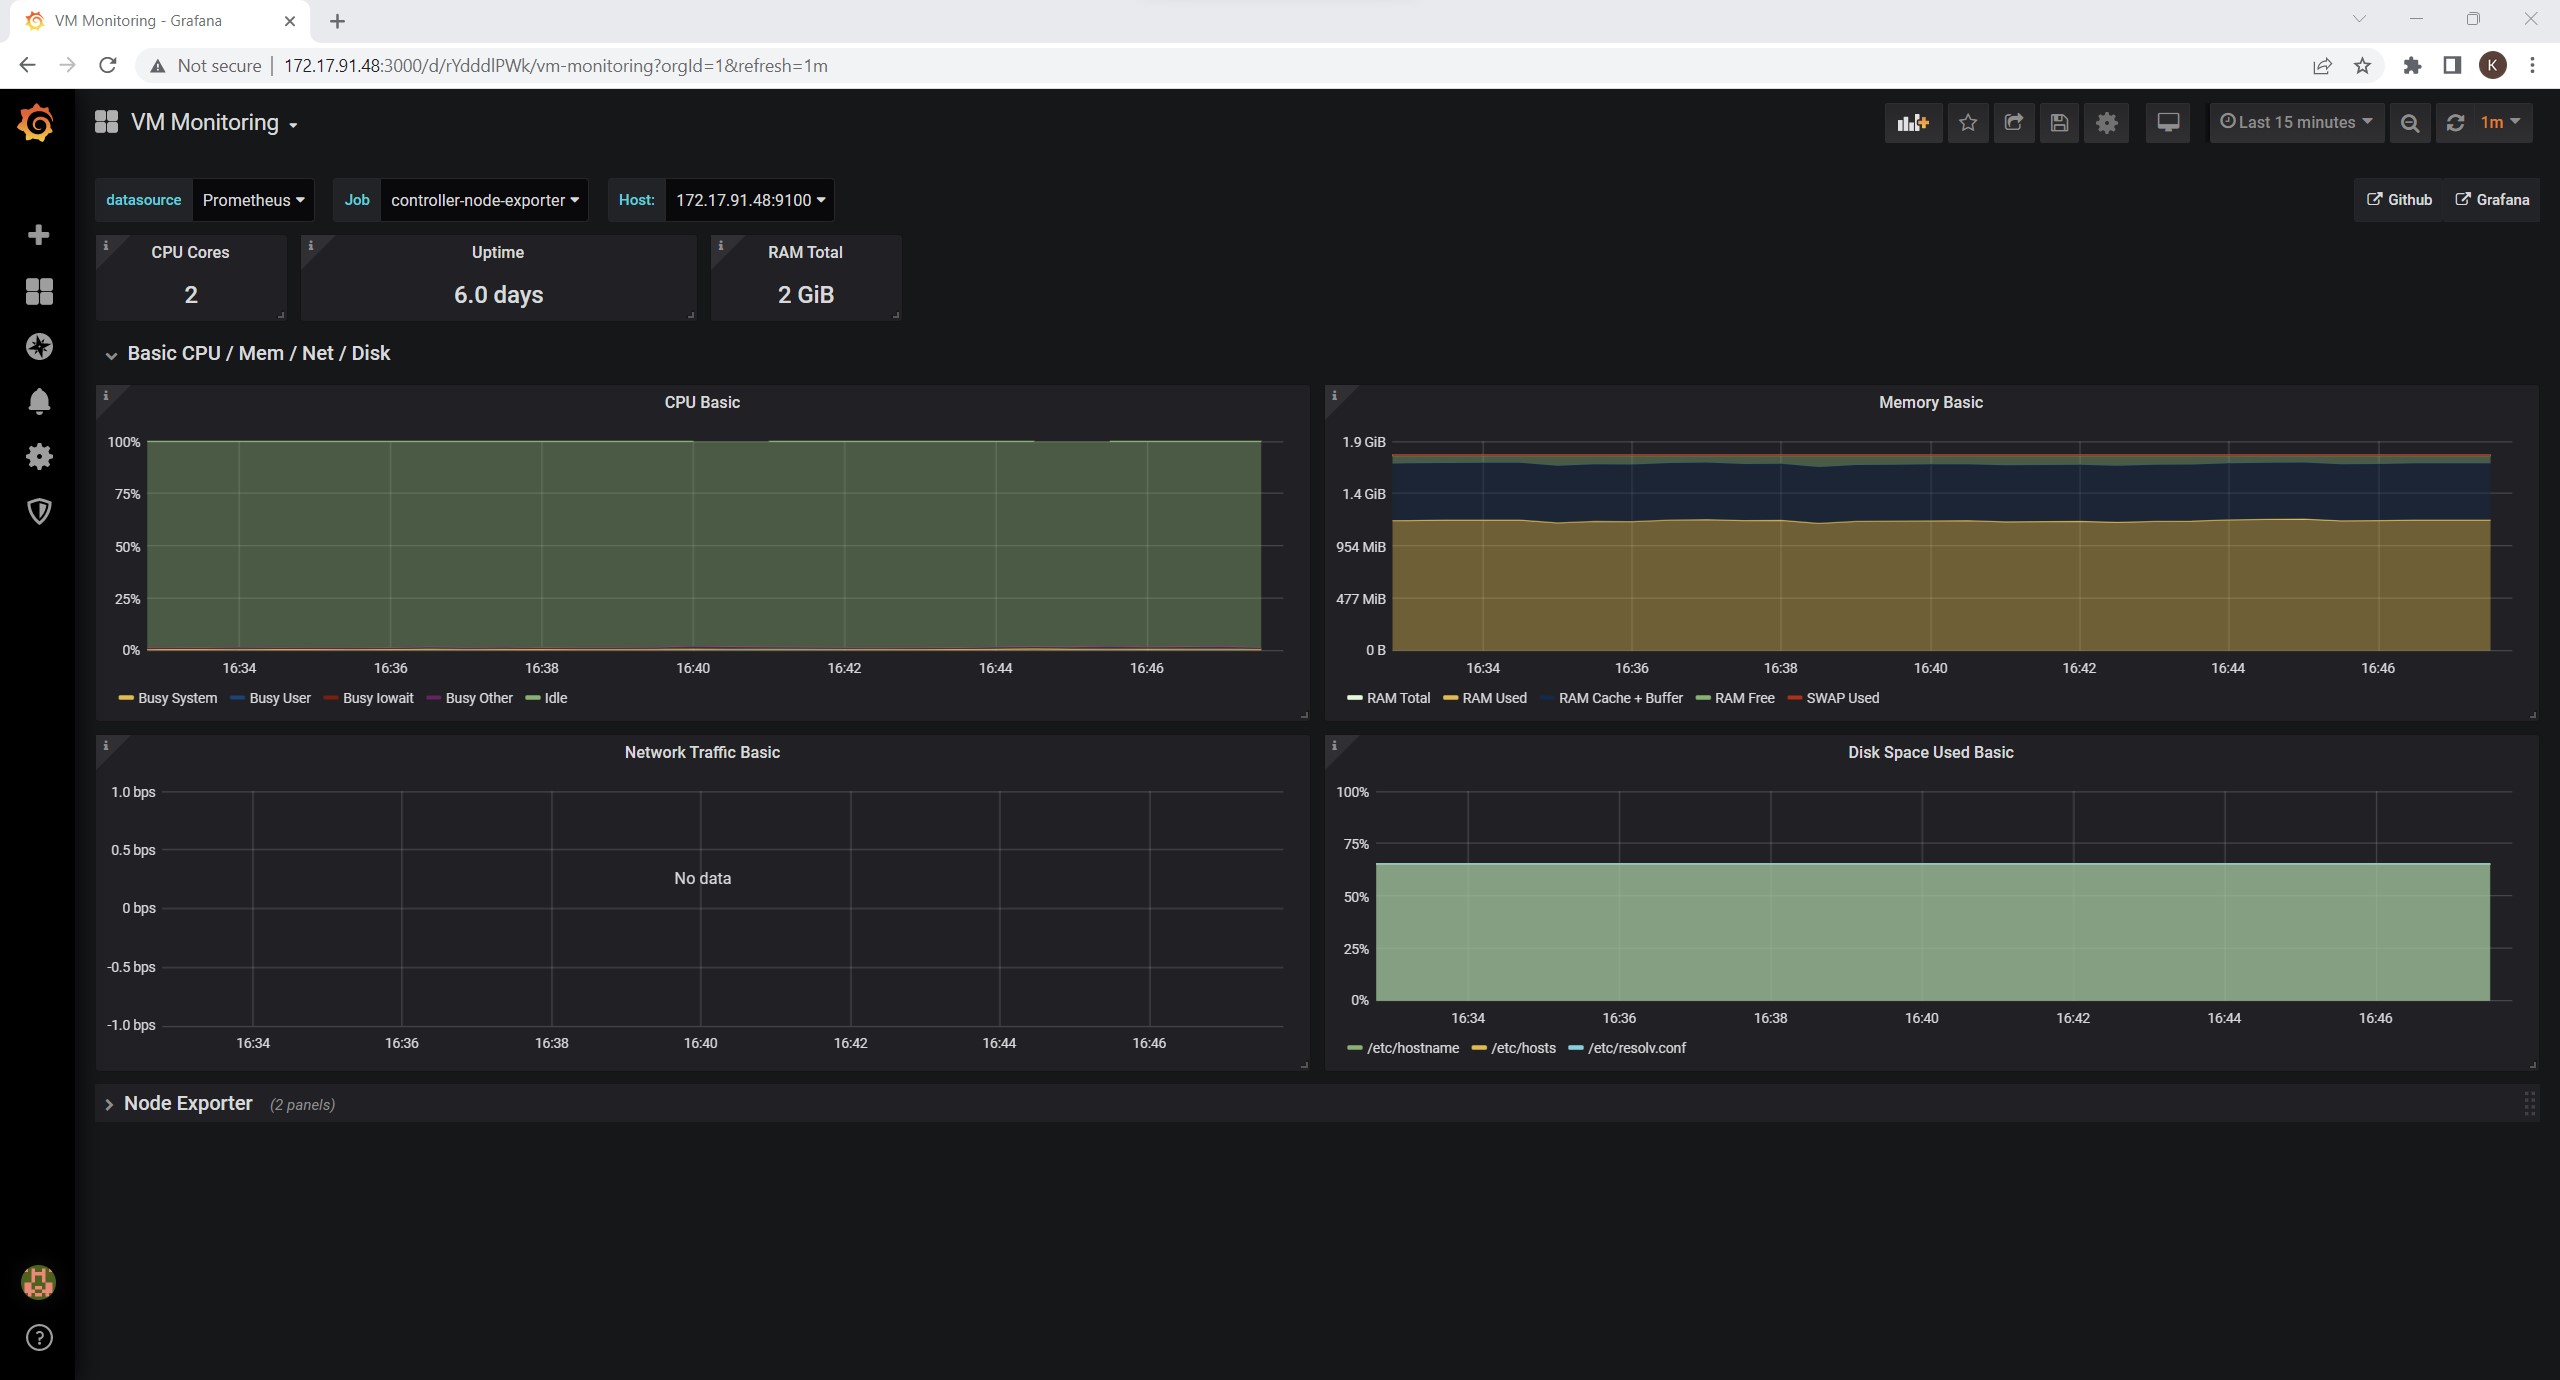 VM Monitoring - Grafana
Not secure | 172.17.91.48:3000/d/rYdddlPWk/vm-monitoring?orgId=1&refresh=1m
K
VM Monitoring
Last 15 minutes
1m
datasource Prometheus Job controller-node-exporter Host: 172.17.91.48:9100 Github Grafana
CPU Cores
2
Uptime
6.0 days
RAM Total
2 GiB
Basic CPU / Mem / Net / Disk
CPU Basic
100%
75%
50%
25%
0%
16:34 16:36 16:38 16:40 16:42 16:44 16:46
Busy System Busy User Busy Iowait Busy Other Idle
Memory Basic
1.9 GiB
1.4 GiB
954 MiB
477 MiB
0 B
16:34 16:36 16:38 16:40 16:42 16:44 16:46
RAM Total RAM Used RAM Cache + Buffer RAM Free SWAP Used
Network Traffic Basic
1.0 bps
0.5 bps
No data
0 bps
-0.5 bps
-1.0 bps
16:34 16:36 16:38 16:40 16:42 16:44 16:46
Disk Space Used Basic
100%
75%
50%
25%
0%
16:34 16:36 16:38 16:40 16:42 16:44 16:46
/etc/hostname /etc/hosts /etc/resolv.conf
Node Exporter (2 panels)